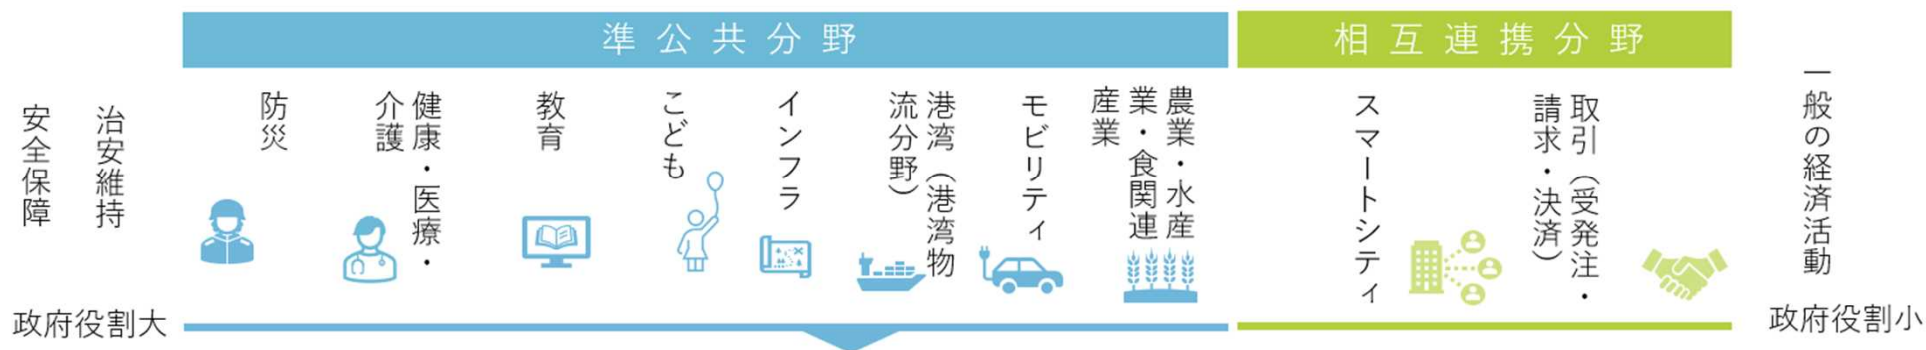 準公共分野
相互連携分野
安全保障
治安維持
防災
健康・医療・
介護
教育
こども
インフラ
港湾（港湾物
流分野）
モビリティ
農業・水産
業・食関連
産業
スマートシティ
取引（受発注・
請求・決済）
一般の経済活動
政府役割大
政府役割小